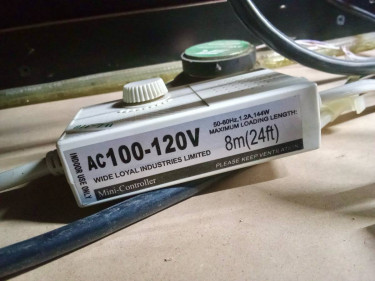 INDOOR USE ONLY
AC100-120V
WIDE LOYAL INDUSTRIES LIMITED
Mini-Controller
50-60Hz,1.2A,144W
MAXIMUM LOADING LENGTH:
8m(24ft)
PLEASE KEEP VENTILATION